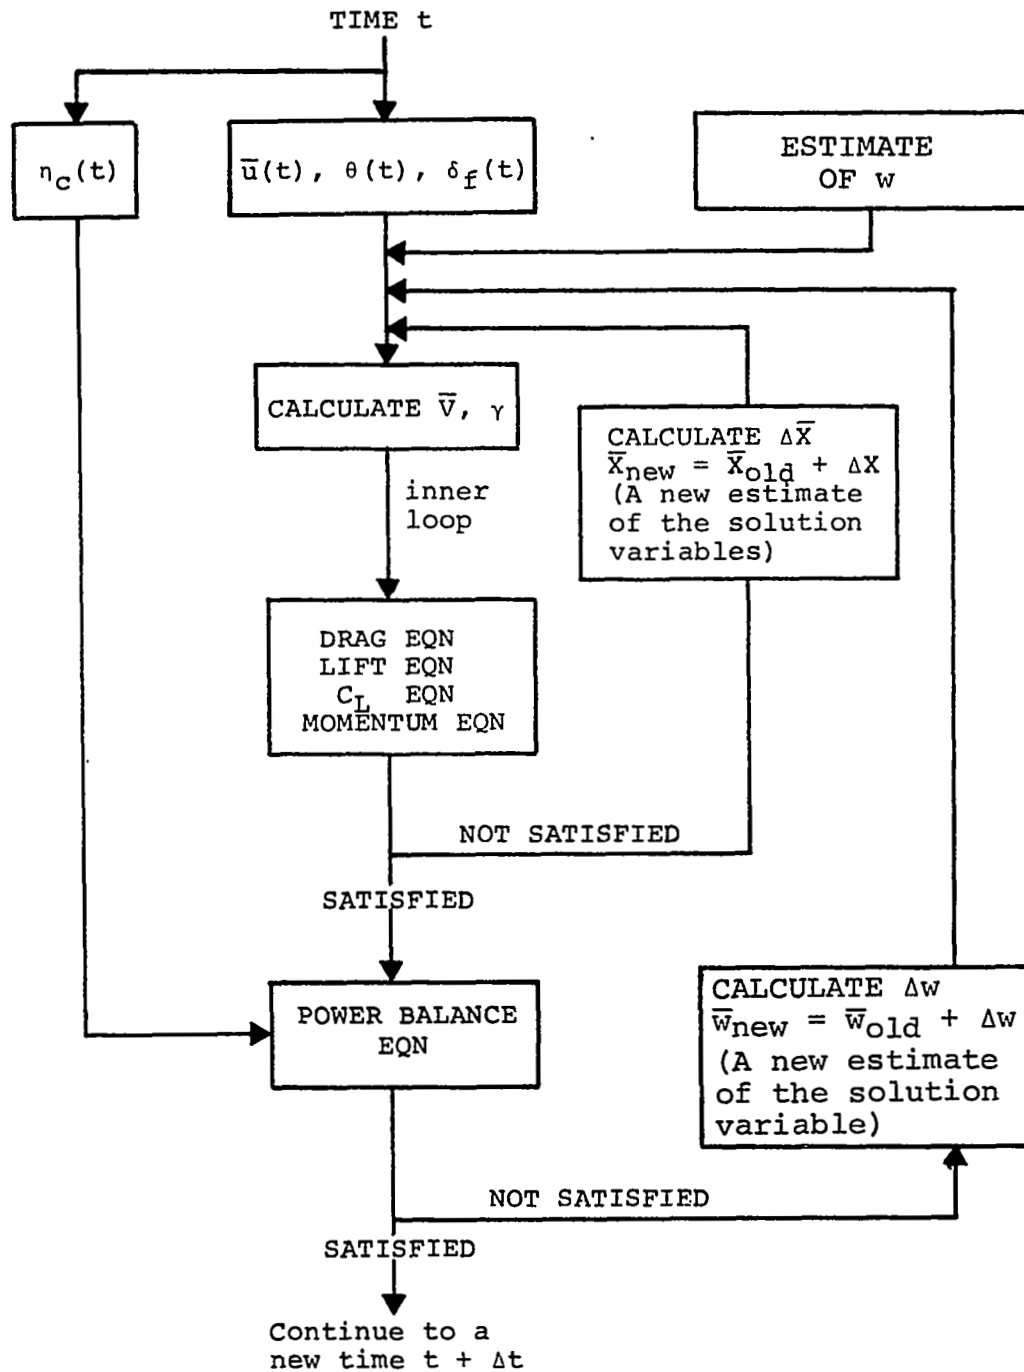 TIME t
η_c(t)
u̅(t), θ(t), δ_f(t)
ESTIMATE
OF w
CALCULATE V̅, γ
inner
loop
CALCULATE ΔX̅
X̅_new = X̅_old + ΔX
(A new estimate
of the solution
variables)
DRAG EQN
LIFT EQN
C_L EQN
MOMENTUM EQN
NOT SATISFIED
SATISFIED
POWER BALANCE
EQN
CALCULATE Δw
w̅_new = w̅_old + Δw
(A new estimate
of the solution
variable)
NOT SATISFIED
SATISFIED
Continue to a
new time t + Δt